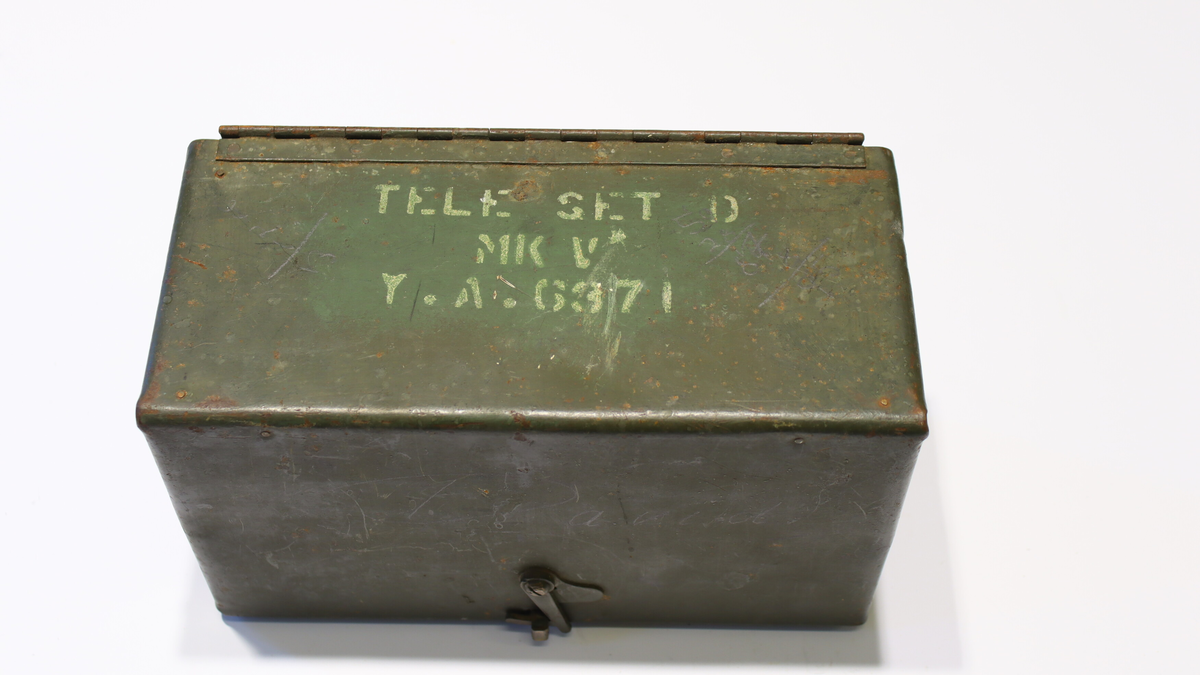 TELE SET D
MK V*
Y.A.6371